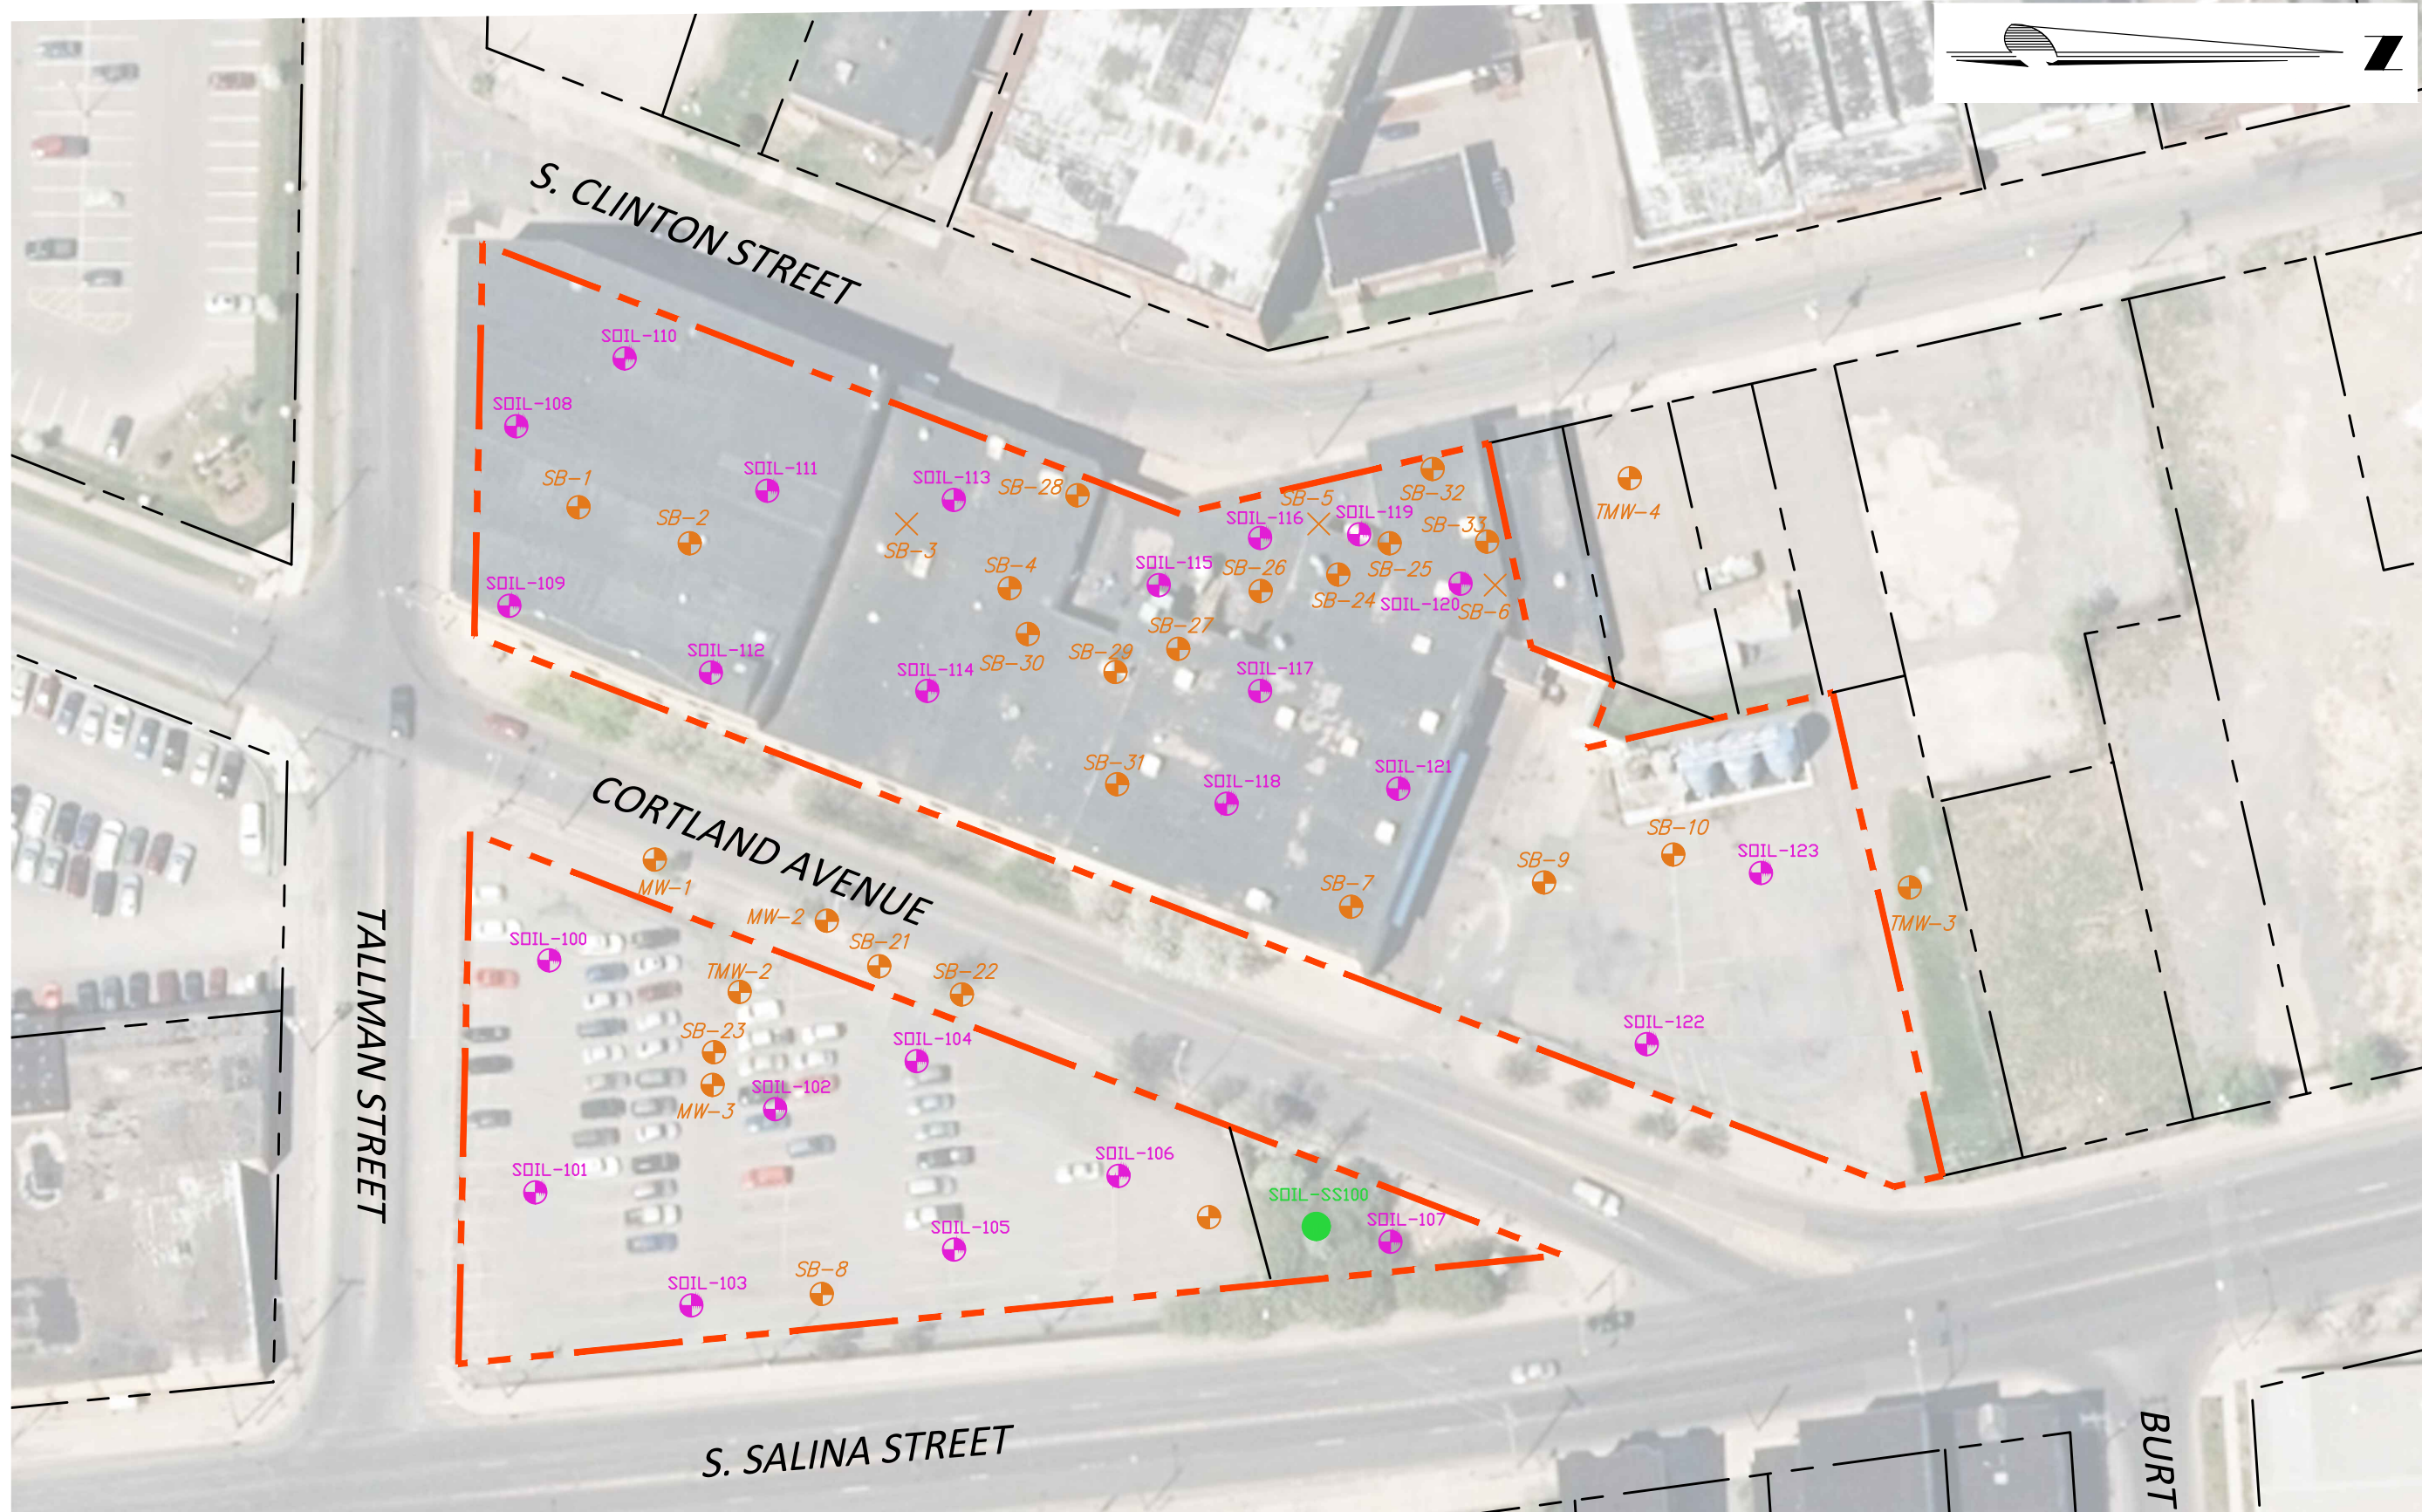 Z
S. CLINTON STREET
SOIL-110
SOIL-108
SB-1
SOIL-111
SB-2
SOIL-113
SB-28
SB-3
SB-5
SB-32
SOIL-116
SOIL-119
SB-33
TMW-4
SOIL-109
SB-4
SOIL-115
SB-26
SB-25
SB-24
SOIL-120
SB-6
SOIL-112
SOIL-114
SB-30
SB-29
SB-27
SOIL-117
SB-31
SOIL-118
SOIL-121
CORTLAND AVENUE
SB-7
SB-9
SB-10
SOIL-123
TMW-3
MW-1
MW-2
SB-21
SB-22
TALLMAN STREET
SOIL-100
TMW-2
SB-23
MW-3
SOIL-102
SOIL-104
SOIL-122
SOIL-101
SOIL-106
SOIL-SS100
SOIL-107
SOIL-105
SB-8
SOIL-103
S. SALINA STREET
BURT